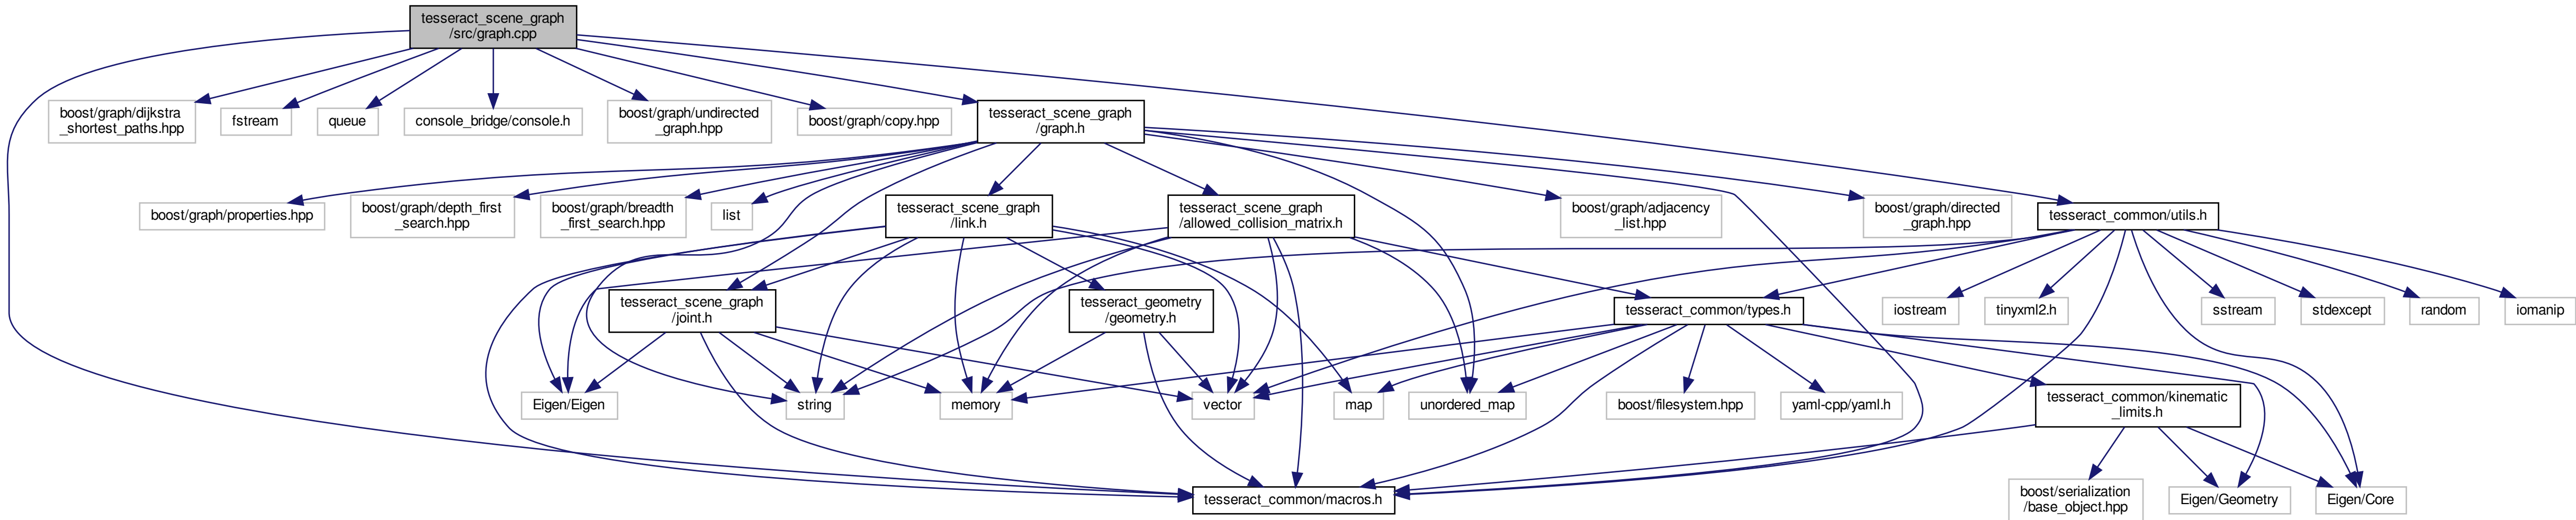 tesseract_scene_graph
/src/graph.cpp
boost/graph/dijkstra
_shortest_paths.hpp
fstream
queue
console_bridge/console.h
boost/graph/undirected
_graph.hpp
boost/graph/copy.hpp
tesseract_scene_graph
/graph.h
boost/graph/properties.hpp
boost/graph/depth_first
_search.hpp
boost/graph/breadth
_first_search.hpp
list
tesseract_scene_graph
/link.h
tesseract_scene_graph
/allowed_collision_matrix.h
boost/graph/adjacency
_list.hpp
boost/graph/directed
_graph.hpp
tesseract_common/utils.h
tesseract_scene_graph
/joint.h
tesseract_geometry
/geometry.h
tesseract_common/types.h
iostream
tinyxml2.h
sstream
stdexcept
random
iomanip
Eigen/Eigen
string
memory
vector
map
unordered_map
boost/filesystem.hpp
yaml-cpp/yaml.h
tesseract_common/kinematic
_limits.h
tesseract_common/macros.h
boost/serialization
/base_object.hpp
Eigen/Geometry
Eigen/Core